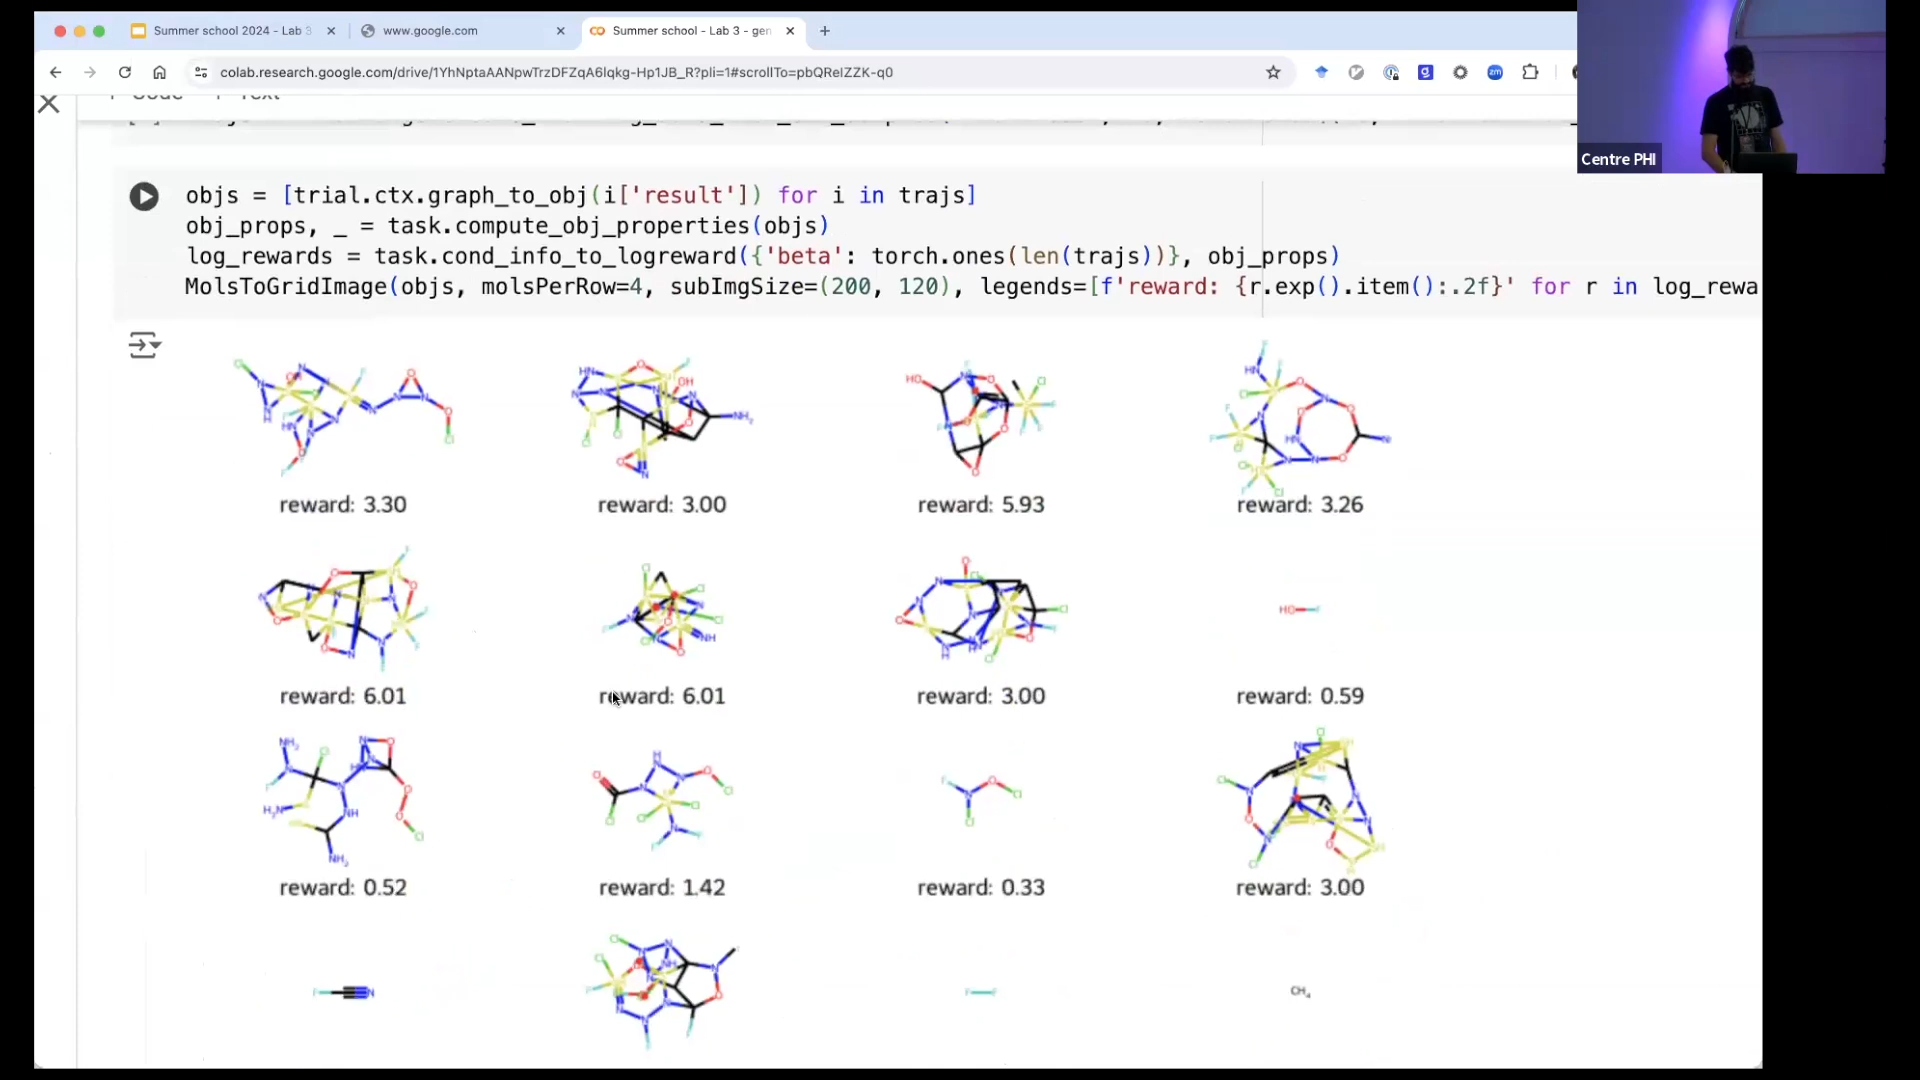 Summer school 2024 - Lab 3
www.google.com
Summer school - Lab 3 - gen
colab.research.google.com/drive/1YhNptaAANpwTrzDFZqA6lqkg-Hp1JB_R?pli=1#scrollTo=pbQRelZZK-q0
Centre PHI
objs = [trial.ctx.graph_to_obj(i['result']) for i in trajs]
obj_props, _ = task.compute_obj_properties(objs)
log_rewards = task.cond_info_to_logreward({'beta': torch.ones(len(trajs))}, obj_props)
MolsToGridImage(objs, molsPerRow=4, subImgSize=(200, 120), legends=[f'reward: {r.exp().item():.2f}' for r in log_rewa
reward: 3.30
reward: 3.00
reward: 5.93
reward: 3.26
reward: 6.01
reward: 6.01
reward: 3.00
reward: 0.59
reward: 0.52
reward: 1.42
reward: 0.33
reward: 3.00
CH4